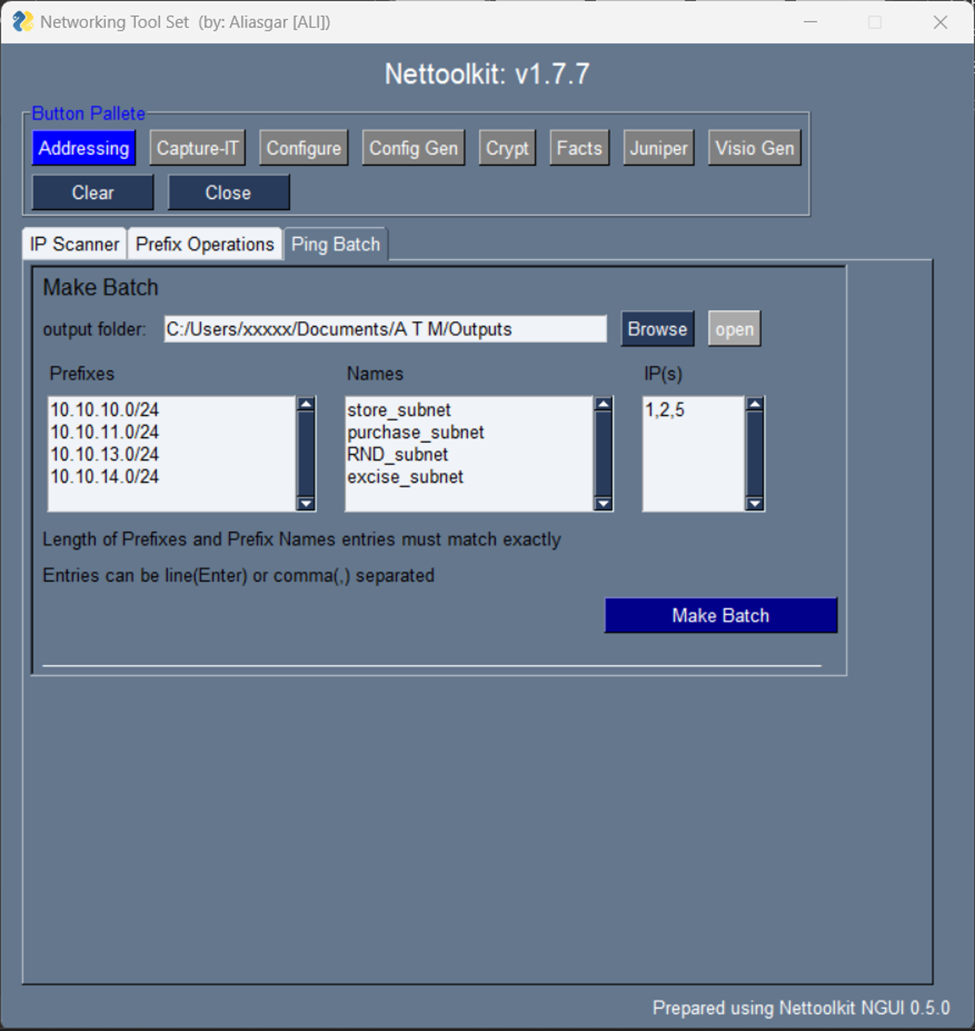 Networking Tool Set (by: Aliasgar [ALI])
Nettoolkit: v1.7.7
Button Pallete
Addressing Capture-IT Configure Config Gen Crypt Facts Juniper Visio Gen
Clear Close
IP Scanner Prefix Operations Ping Batch
Make Batch
output folder: C:/Users/xxxxx/Documents/A T M/Outputs Browse open
Prefixes Names IP(s)
10.10.10.0/24 store_subnet 1,2,5
10.10.11.0/24 purchase_subnet
10.10.13.0/24 RND_subnet
10.10.14.0/24 excise_subnet
Length of Prefixes and Prefix Names entries must match exactly
Entries can be line(Enter) or comma(,) separated
Make Batch
Prepared using Nettoolkit NGUI 0.5.0